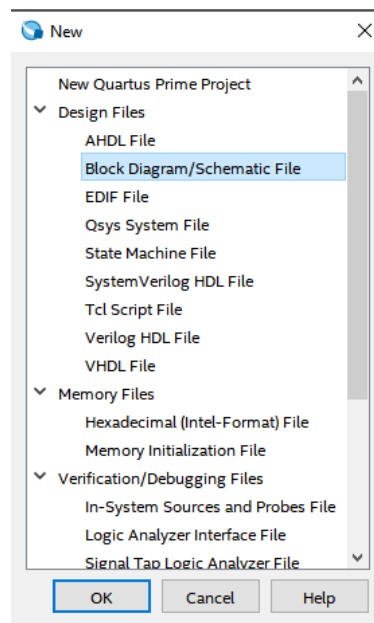 New
New Quartus Prime Project
Design Files
AHDL File
Block Diagram/Schematic File
EDIF File
Qsys System File
State Machine File
SystemVerilog HDL File
Tcl Script File
Verilog HDL File
VHDL File
Memory Files
Hexadecimal (Intel-Format) File
Memory Initialization File
Verification/Debugging Files
In-System Sources and Probes File
Logic Analyzer Interface File
Signal Tap Logic Analyzer File
OK Cancel Help